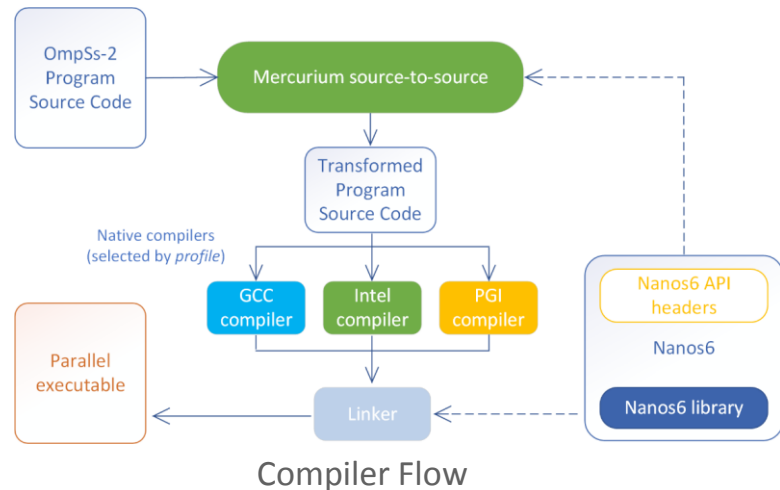 OmpSs-2
Program
Source Code
Mercurium source-to-source
Transformed
Program
Source Code
Native compilers
(selected by profile)
GCC
compiler
Intel
compiler
PGI
compiler
Nanos6 API
headers
Nanos6
Nanos6 library
Parallel
executable
Linker
Compiler Flow